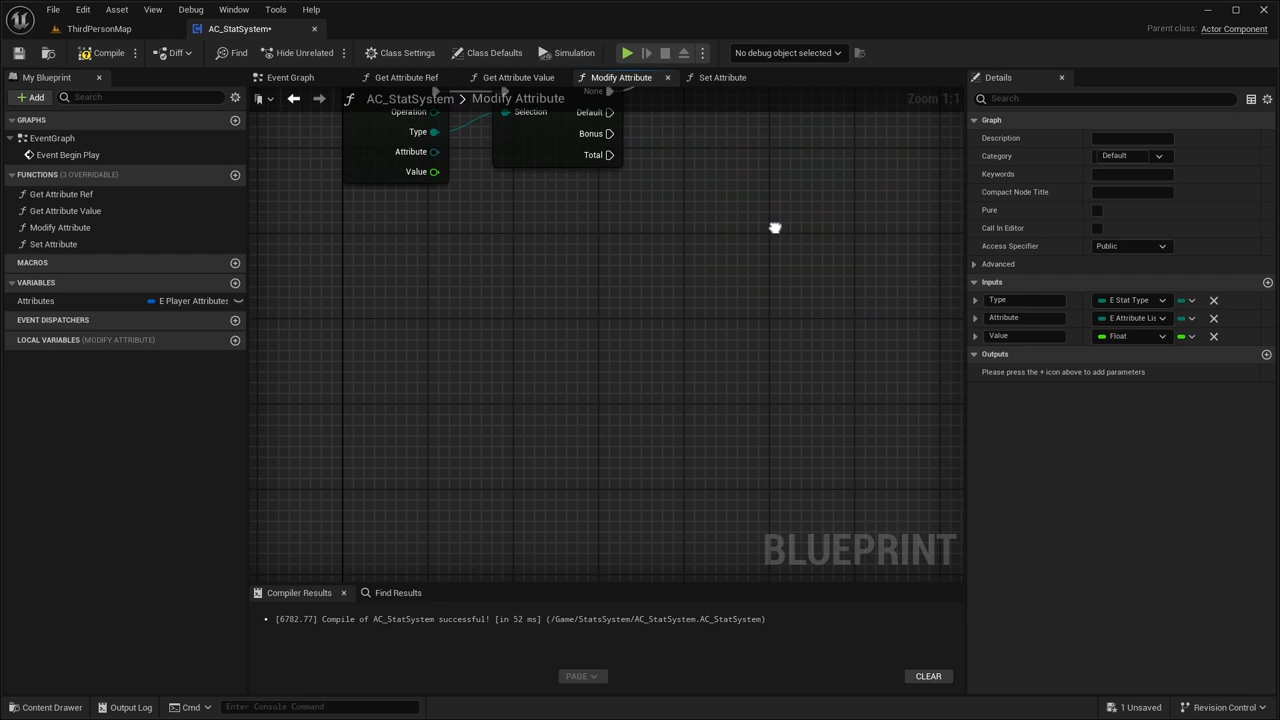 File Edit Asset View Debug Window Tools Help
ThirdPersonMap AC_StatSystem* Parent class: Actor Component
Compile Diff Find Hide Unrelated Class Settings Class Defaults Simulation No debug object selected
My Blueprint
Add Search
GRAPHS
EventGraph
Event Begin Play
FUNCTIONS (3 OVERRIDABLE)
Get Attribute Ref
Get Attribute Value
Modify Attribute
Set Attribute
MACROS
VARIABLES
Attributes E Player Attributes
EVENT DISPATCHERS
LOCAL VARIABLES (MODIFY ATTRIBUTE)
Event Graph Get Attribute Ref Get Attribute Value Modify Attribute Set Attribute
AC_StatSystem > Modify Attribute Zoom 1:1
None
Operation Selection Default
Type Bonus
Attribute Total
Value
BLUEPRINT
Compiler Results Find Results
[6782.77] Compile of AC_StatSystem successful! [in 52 ms] (/Game/StatsSystem/AC_StatSystem.AC_StatSystem)
PAGE CLEAR
Details
Search
Graph
Description
Category Default
Keywords
Compact Node Title
Pure
Call In Editor
Access Specifier Public
Advanced
Inputs
Type E Stat Type
Attribute E Attribute Lis
Value Float
Outputs
Please press the + icon above to add parameters
Content Drawer Output Log Cmd Enter Console Command 1 Unsaved Revision Control